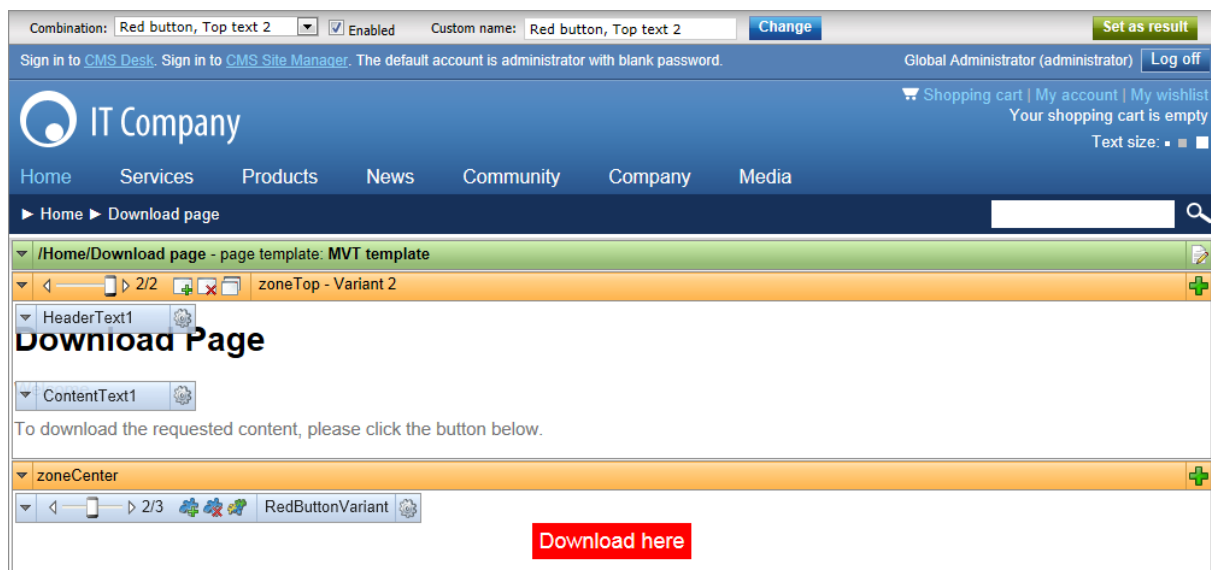 Combination: Red button, Top text 2 Enabled Custom name: Red button, Top text 2 Change Set as result
Sign in to CMS Desk. Sign in to CMS Site Manager. The default account is administrator with blank password. Global Administrator (administrator) Log off
Shopping cart | My account | My wishlist
Your shopping cart is empty
IT Company
Text size:
Home Services Products News Community Company Media
► Home ► Download page
/Home/Download page - page template: MVT template
2/2 zoneTop - Variant 2
HeaderText1
Download Page
Welcome
ContentText1
To download the requested content, please click the button below.
zoneCenter
2/3 RedButtonVariant
Download here